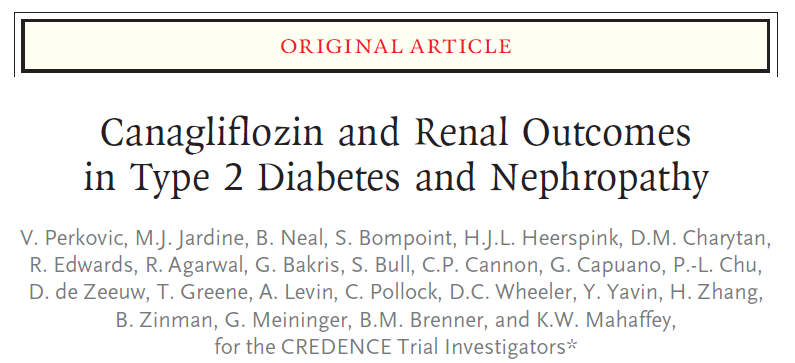 ORIGINAL ARTICLE
Canagliflozin and Renal Outcomes
in Type 2 Diabetes and Nephropathy
V. Perkovic, M.J. Jardine, B. Neal, S. Bompoint, H.J.L. Heerspink, D.M. Charytan,
R. Edwards, R. Agarwal, G. Bakris, S. Bull, C.P. Cannon, G. Capuano, P.-L. Chu,
D. de Zeeuw, T. Greene, A. Levin, C. Pollock, D.C. Wheeler, Y. Yavin, H. Zhang,
B. Zinman, G. Meininger, B.M. Brenner, and K.W. Mahaffey,
for the CREDENCE Trial Investigators*